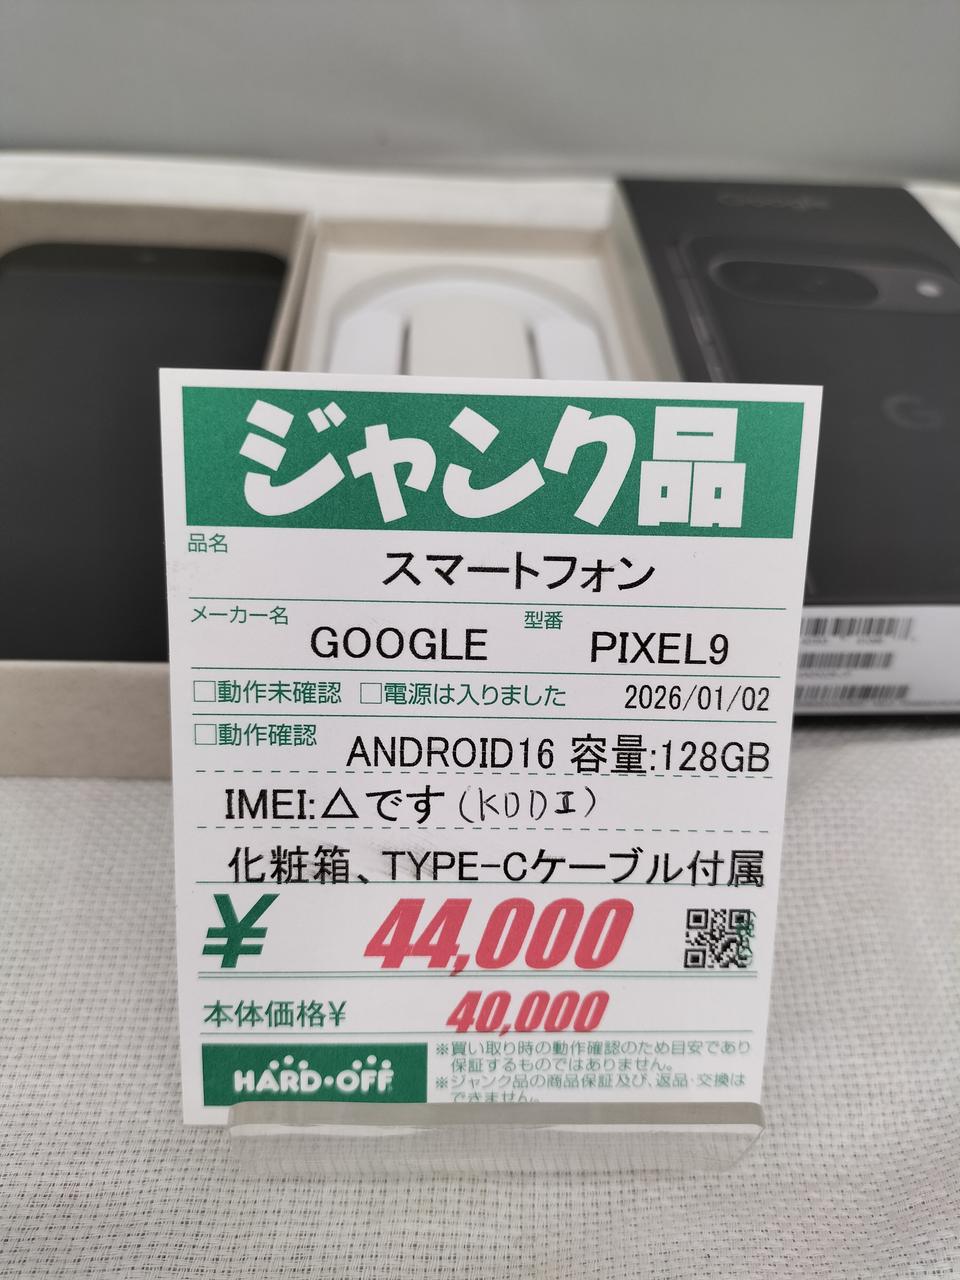 Google
ジャンク品
品名
スマートフォン
メーカー名 GOOGLE 型番 PIXEL9
□動作未確認 □電源は入りました 2026/01/02
□動作確認 ANDROID16 容量:128GB
IMEI:△です(KDDI)
化粧箱、TYPE-Cケーブル付属
¥ 44,000
本体価格¥ 40,000
HARD・OFF
※買い取り時の動作確認のため目安であり
保証するものではありません。
※ジャンク品の商品保証及び、返品・交換は
できません。